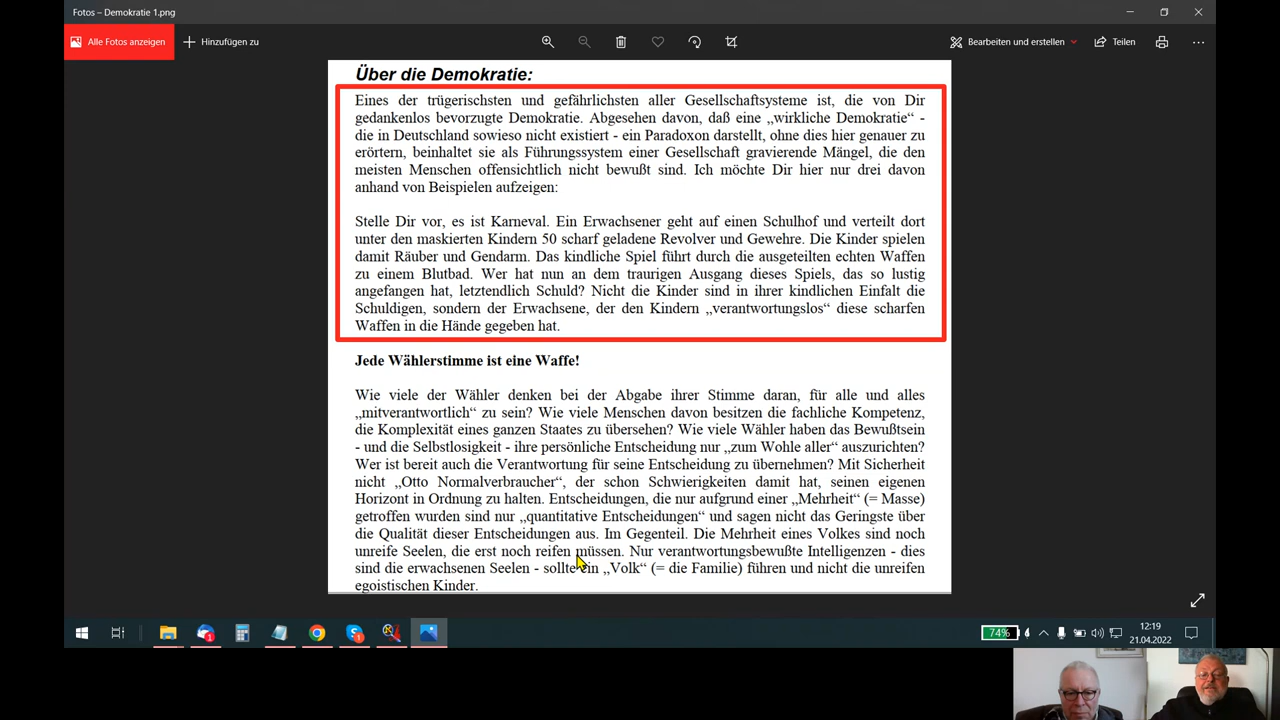 Fotos – Demokratie 1.png
Alle Fotos anzeigen
Hinzufügen zu
Bearbeiten und erstellen
Teilen
Über die Demokratie:
Eines der trügerischsten und gefährlichsten aller Gesellschaftsysteme ist, die von Dir
gedankenlos bevorzugte Demokratie. Abgesehen davon, daß eine „wirkliche Demokratie“ -
die in Deutschland sowieso nicht existiert - ein Paradoxon darstellt, ohne dies hier genauer zu
erörtern, beinhaltet sie als Führungssystem einer Gesellschaft gravierende Mängel, die den
meisten Menschen offensichtlich nicht bewußt sind. Ich möchte Dir hier nur drei davon
anhand von Beispielen aufzeigen:
Stelle Dir vor, es ist Karneval. Ein Erwachsener geht auf einen Schulhof und verteilt dort
unter den maskierten Kindern 50 scharf geladene Revolver und Gewehre. Die Kinder spielen
damit Räuber und Gendarm. Das kindliche Spiel führt durch die ausgeteilten echten Waffen
zu einem Blutbad. Wer hat nun an dem traurigen Ausgang dieses Spiels, das so lustig
angefangen hat, letztendlich Schuld? Nicht die Kinder sind in ihrer kindlichen Einfalt die
Schuldigen, sondern der Erwachsene, der den Kindern „verantwortungslos“ diese scharfen
Waffen in die Hände gegeben hat.
Jede Wählerstimme ist eine Waffe!
Wie viele der Wähler denken bei der Abgabe ihrer Stimme daran, für alle und alles
„mitverantwortlich“ zu sein? Wie viele Menschen davon besitzen die fachliche Kompetenz,
die Komplexität eines ganzen Staates zu übersehen? Wie viele Wähler haben das Bewußtsein
- und die Selbstlosigkeit - ihre persönliche Entscheidung nur „zum Wohle aller“ auszurichten?
Wer ist bereit auch die Verantwortung für seine Entscheidung zu übernehmen? Mit Sicherheit
nicht „Otto Normalverbraucher“, der schon Schwierigkeiten damit hat, seinen eigenen
Horizont in Ordnung zu halten. Entscheidungen, die nur aufgrund einer „Mehrheit“ (= Masse)
getroffen wurden sind nur „quantitative Entscheidungen“ und sagen nicht das Geringste über
die Qualität dieser Entscheidungen aus. Im Gegenteil. Die Mehrheit eines Volkes sind noch
unreife Seelen, die erst noch reifen müssen. Nur verantwortungsbewußte Intelligenzen - dies
sind die erwachsenen Seelen - sollte ein „Volk“ (= die Familie) führen und nicht die unreifen
egoistischen Kinder.
74%
12:19
21.04.2022